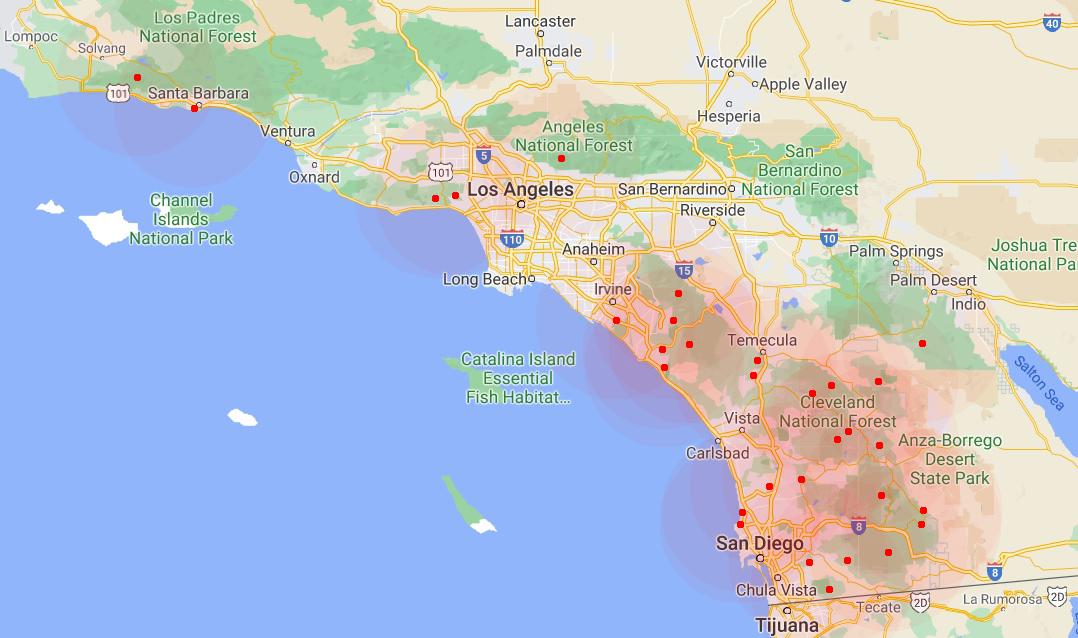 Lancaster
Los Padres
National Forest
Lompoc
Solvang
Palmdale
40
Victorville
Apple Valley
101
Santa Barbara
Hesperia
Ventura
Angeles
National Forest
5
San
Bernardino
National Forest
101
Oxnard
Los Angeles
San Bernardino
Channel
Islands
National Park
Riverside
110
10
Anaheim
Palm Springs
Joshua Tre
National Pa
15
Long Beach
Irvine
Palm Desert
Indio
Temecula
Catalina Island
Essential
Fish Habitat...
Salton Sea
Cleveland
National Forest
Vista
Carlsbad
Anza-Borrego
Desert
State Park
8
San Diego
8
Chula Vista
Tecate
2D
La Rumorosa
2D
Tijuana